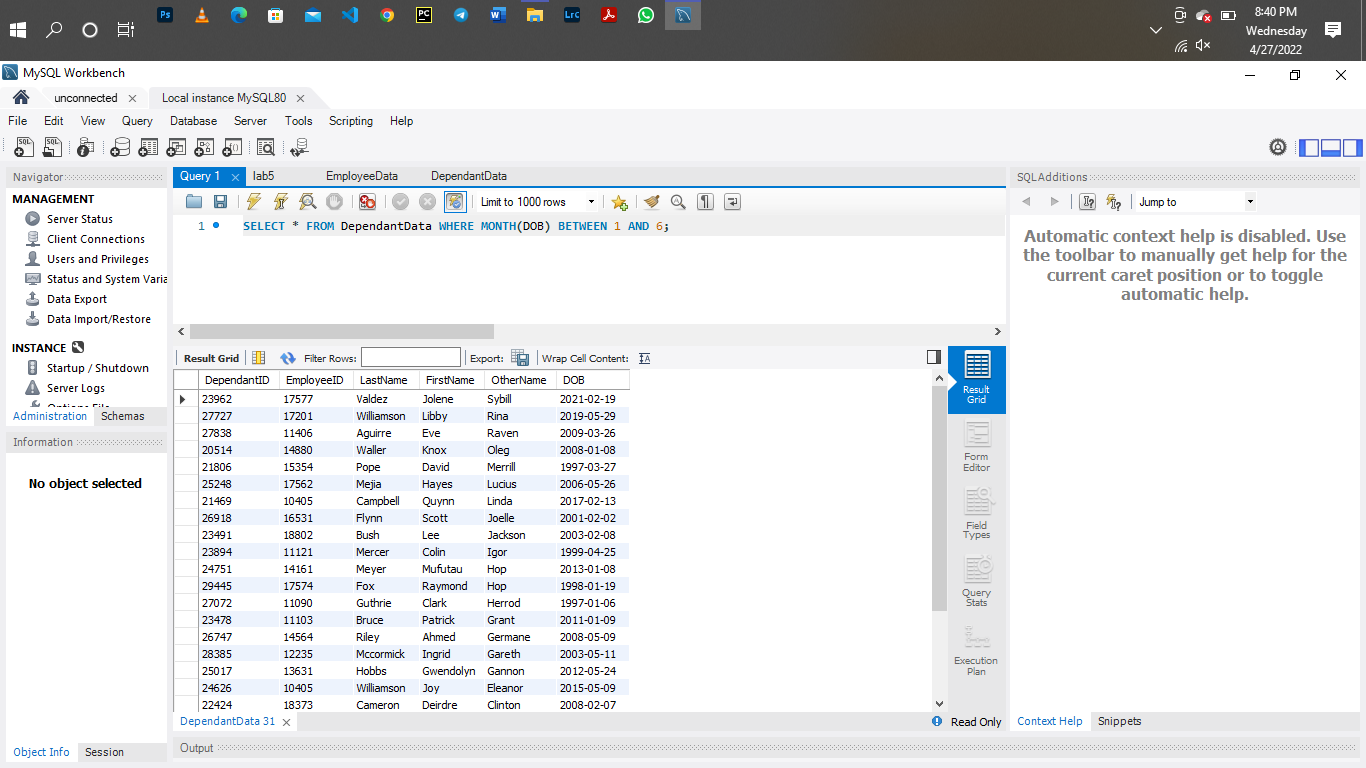 8:40 PM
Wednesday
4/27/2022
MySQL Workbench
unconnected Local instance MySQL80
File Edit View Query Database Server Tools Scripting Help
Navigator
MANAGEMENT
Server Status
Client Connections
Users and Privileges
Status and System Varia
Data Export
Data Import/Restore
INSTANCE
Startup / Shutdown
Server Logs
Options File
Administration Schemas
Information
No object selected
Object Info Session
Query 1 lab5 EmployeeData DependantData
Limit to 1000 rows
1 SELECT * FROM DependantData WHERE MONTH(DOB) BETWEEN 1 AND 6;
Result Grid Filter Rows: Export: Wrap Cell Content:
DependantID EmployeeID LastName FirstName OtherName DOB
23962 17577 Valdez Jolene Sybill 2021-02-19
27727 17201 Williamson Libby Rina 2019-05-29
27838 11406 Aguirre Eve Raven 2009-03-26
20514 14880 Waller Knox Oleg 2008-01-08
21806 15354 Pope David Merrill 1997-03-27
25248 17562 Mejia Hayes Lucius 2006-05-26
21469 10405 Campbell Quynn Linda 2017-02-13
26918 16531 Flynn Scott Joelle 2001-02-02
23491 18802 Bush Lee Jackson 2003-02-08
23894 11121 Mercer Colin Igor 1999-04-25
24751 14161 Meyer Mufutau Hop 2013-01-08
29445 17574 Fox Raymond Hop 1998-01-19
27072 11090 Guthrie Clark Herrod 1997-01-06
23478 11103 Bruce Patrick Grant 2011-01-09
26747 14564 Riley Ahmed Germane 2008-05-09
28385 12235 Mccormick Ingrid Gareth 2003-05-11
25017 13631 Hobbs Gwendolyn Gannon 2012-05-24
24626 10405 Williamson Joy Eleanor 2015-05-09
22424 18373 Cameron Deirdre Clinton 2008-02-07
Result
Grid
Form
Editor
Field
Types
Query
Stats
Execution
Plan
DependantData 31
Read Only
Output
SQLAdditions
Jump to
Automatic context help is disabled. Use
the toolbar to manually get help for the
current caret position or to toggle
automatic help.
Context Help Snippets